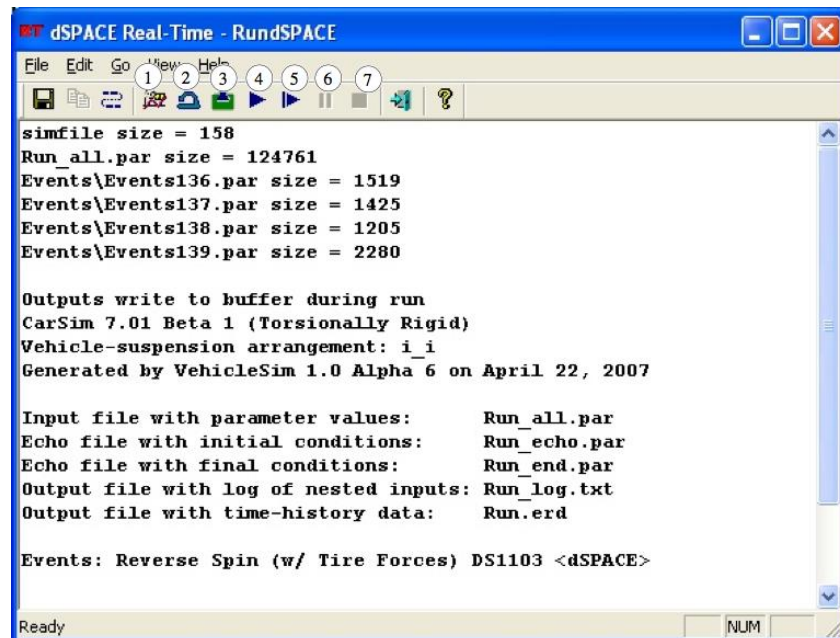 RT dSPACE Real-Time - RundSPACE
File Edit Go View Help
1 2 3 4 5 6 7
simfile size = 158
Run_all.par size = 124761
Events\Events136.par size = 1519
Events\Events137.par size = 1425
Events\Events138.par size = 1205
Events\Events139.par size = 2280
Outputs write to buffer during run
CarSim 7.01 Beta 1 (Torsionally Rigid)
Vehicle-suspension arrangement: i_i
Generated by VehicleSim 1.0 Alpha 6 on April 22, 2007
Input file with parameter values: Run_all.par
Echo file with initial conditions: Run_echo.par
Echo file with final conditions: Run_end.par
Output file with log of nested inputs: Run_log.txt
Output file with time-history data: Run.erd
Events: Reverse Spin (w/ Tire Forces) DS1103 <dSPACE>
Ready NUM